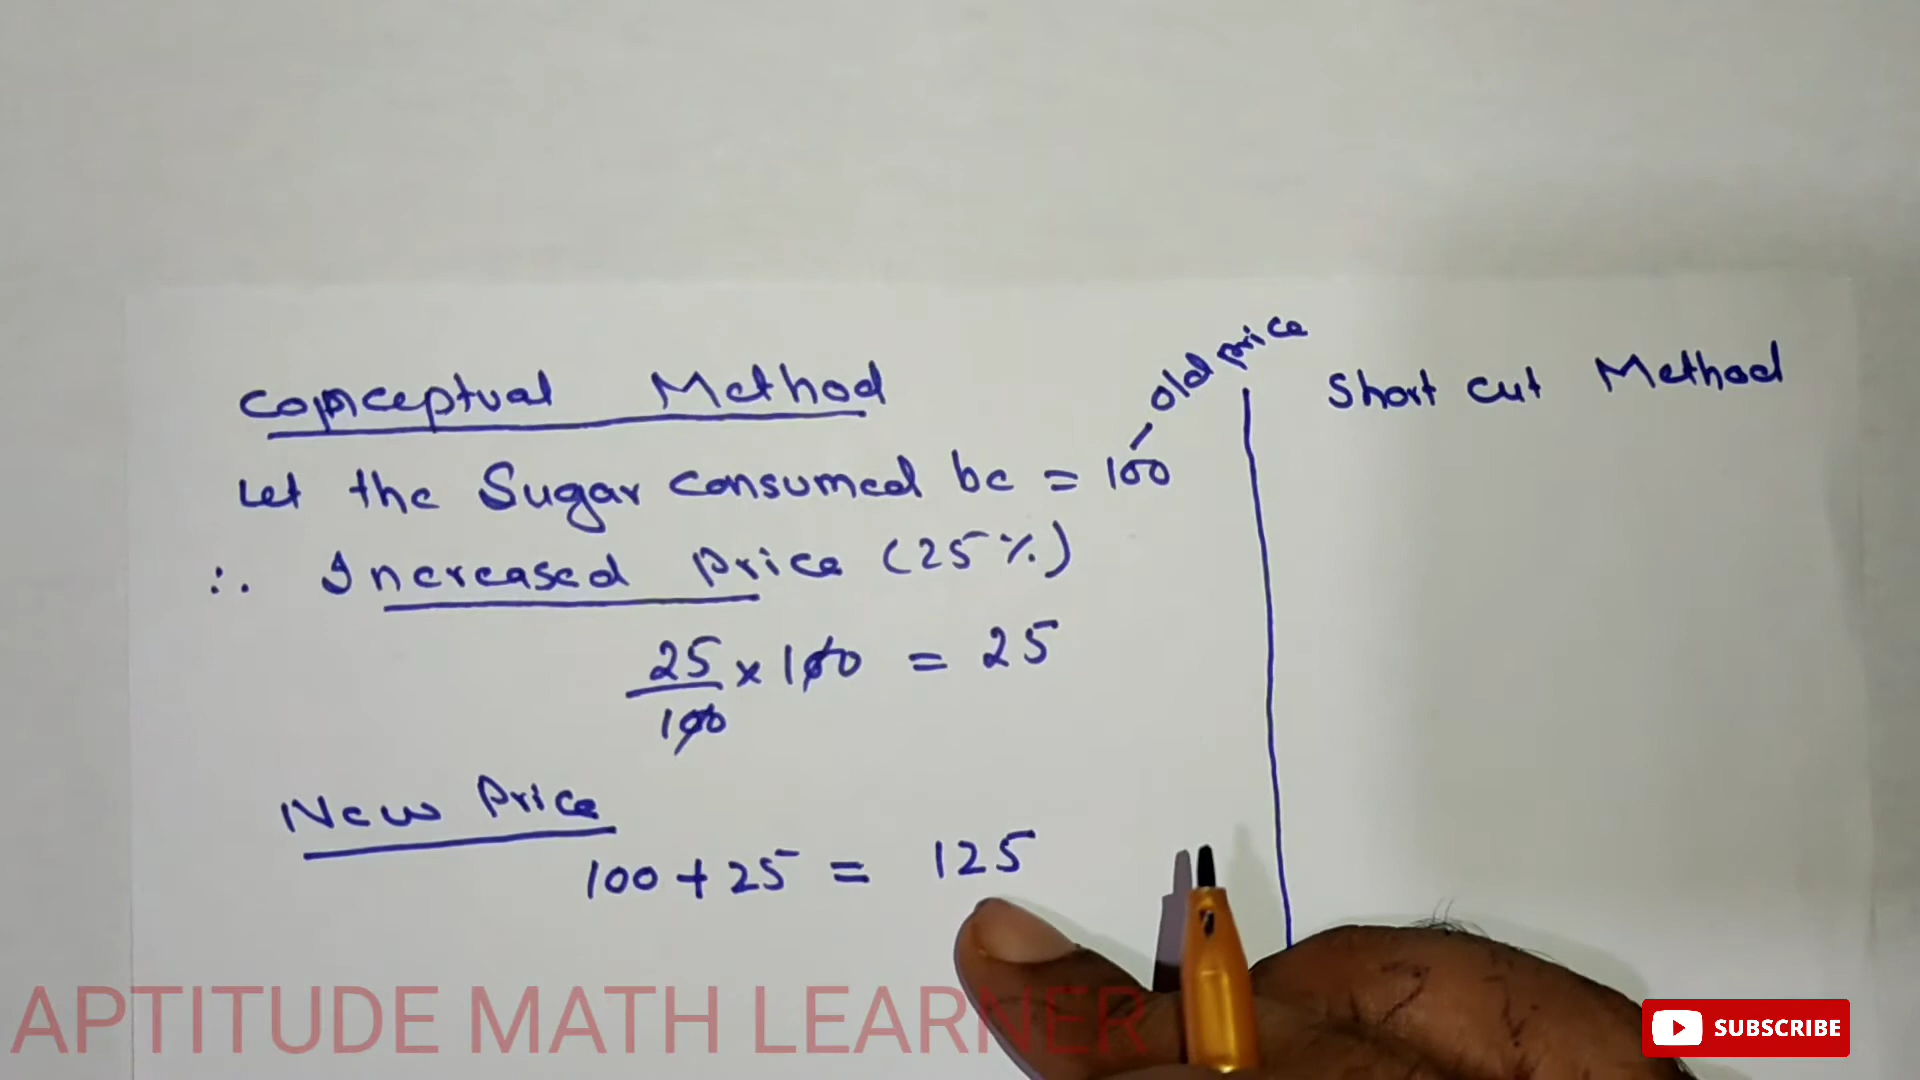 old price
Conceptual Method
Short cut Method
Let the Sugar consumed be = 100
∴ Increased price (25%)
25/100 × 100 = 25
New Price
100 + 25 = 125
APTITUDE MATH LEARNER
SUBSCRIBE